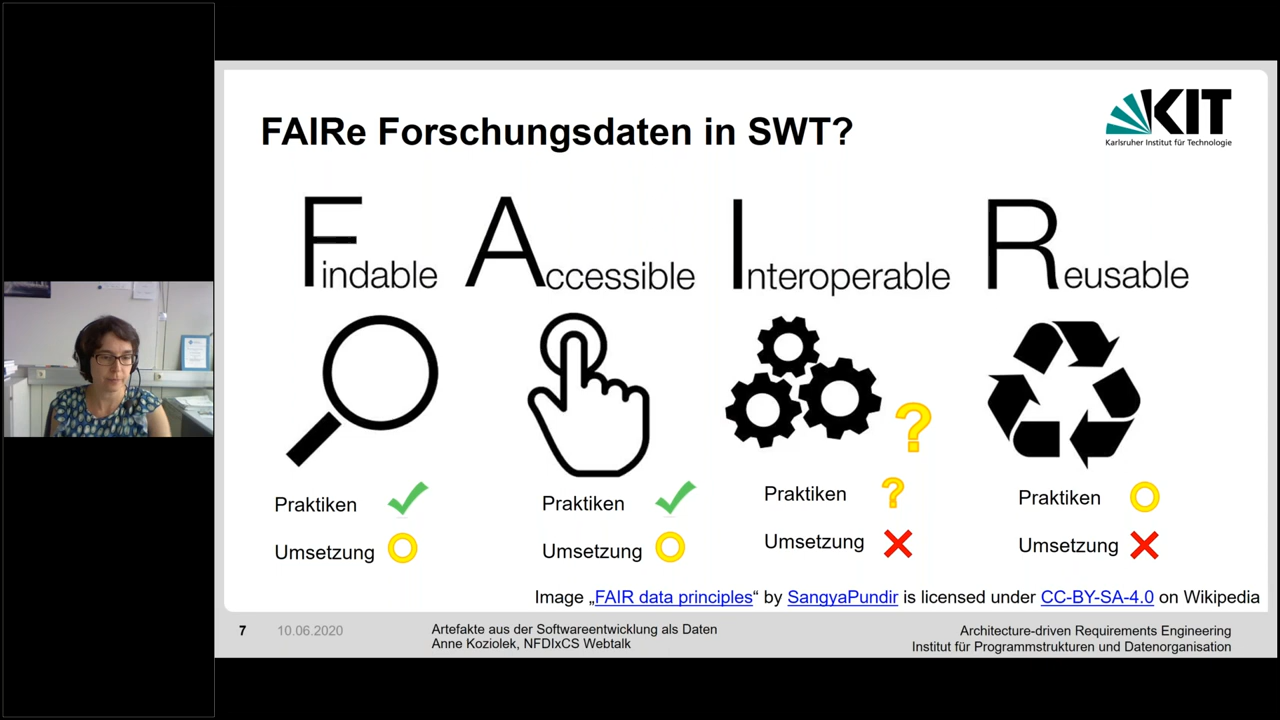 FAIRe Forschungsdaten in SWT?
KIT
Karlsruher Institut für Technologie
Findable Accessible Interoperable Reusable
?
Praktiken Praktiken Praktiken ? Praktiken
Umsetzung Umsetzung Umsetzung Umsetzung
Image „FAIR data principles“ by SangyaPundir is licensed under CC-BY-SA-4.0 on Wikipedia
7 10.06.2020 Artefakte aus der Softwareentwicklung als Daten Architecture-driven Requirements Engineering
Anne Koziolek, NFDIxCS Webtalk Institut für Programmstrukturen und Datenorganisation